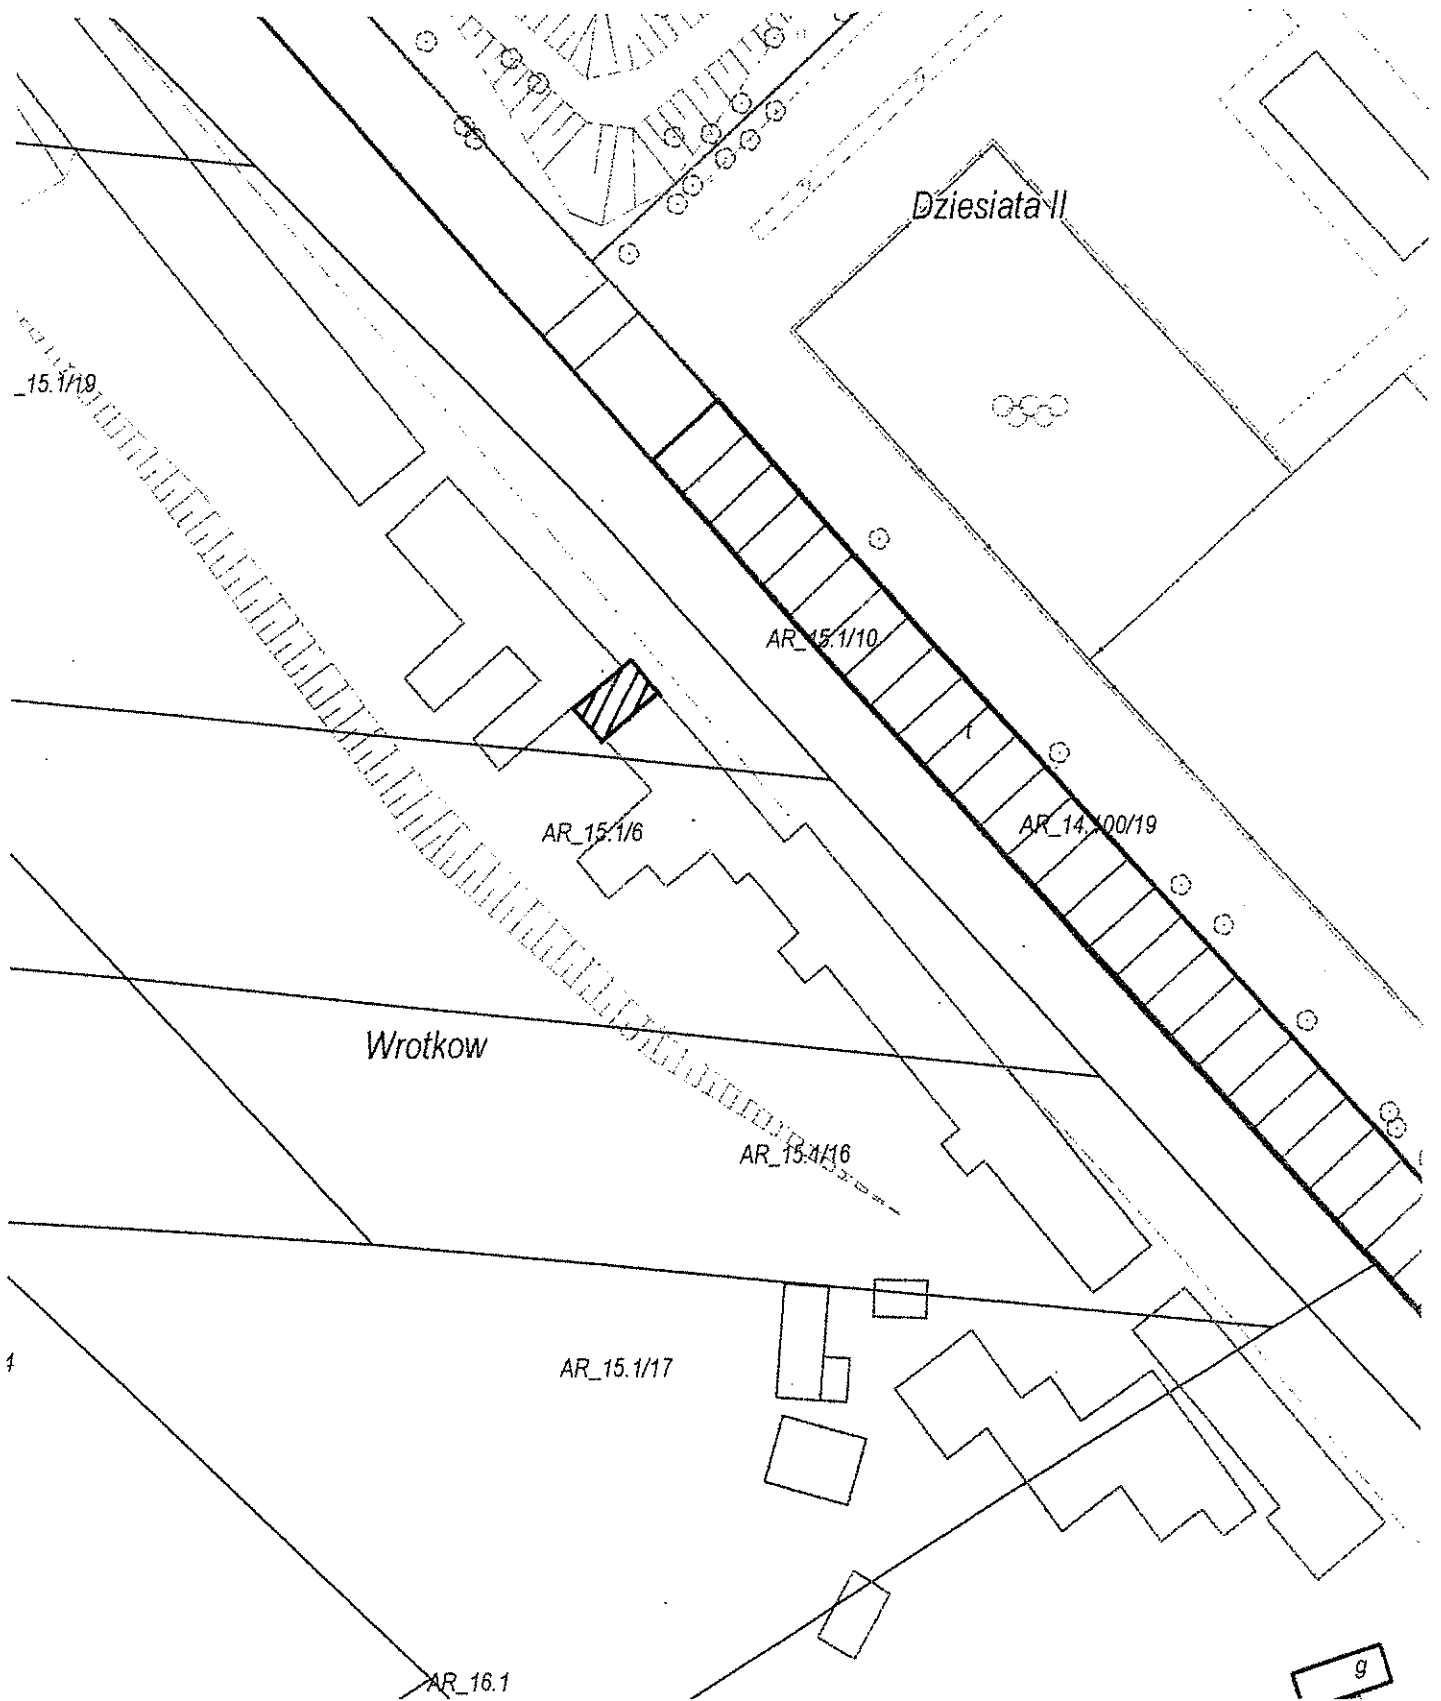 Dziesiata II
_15.1/19
AR_15.1/10
t
AR_14.100/19
AR_15.1/6
Wrotkow
AR_15.1/16
AR_15.1/17
g
AR_16.1